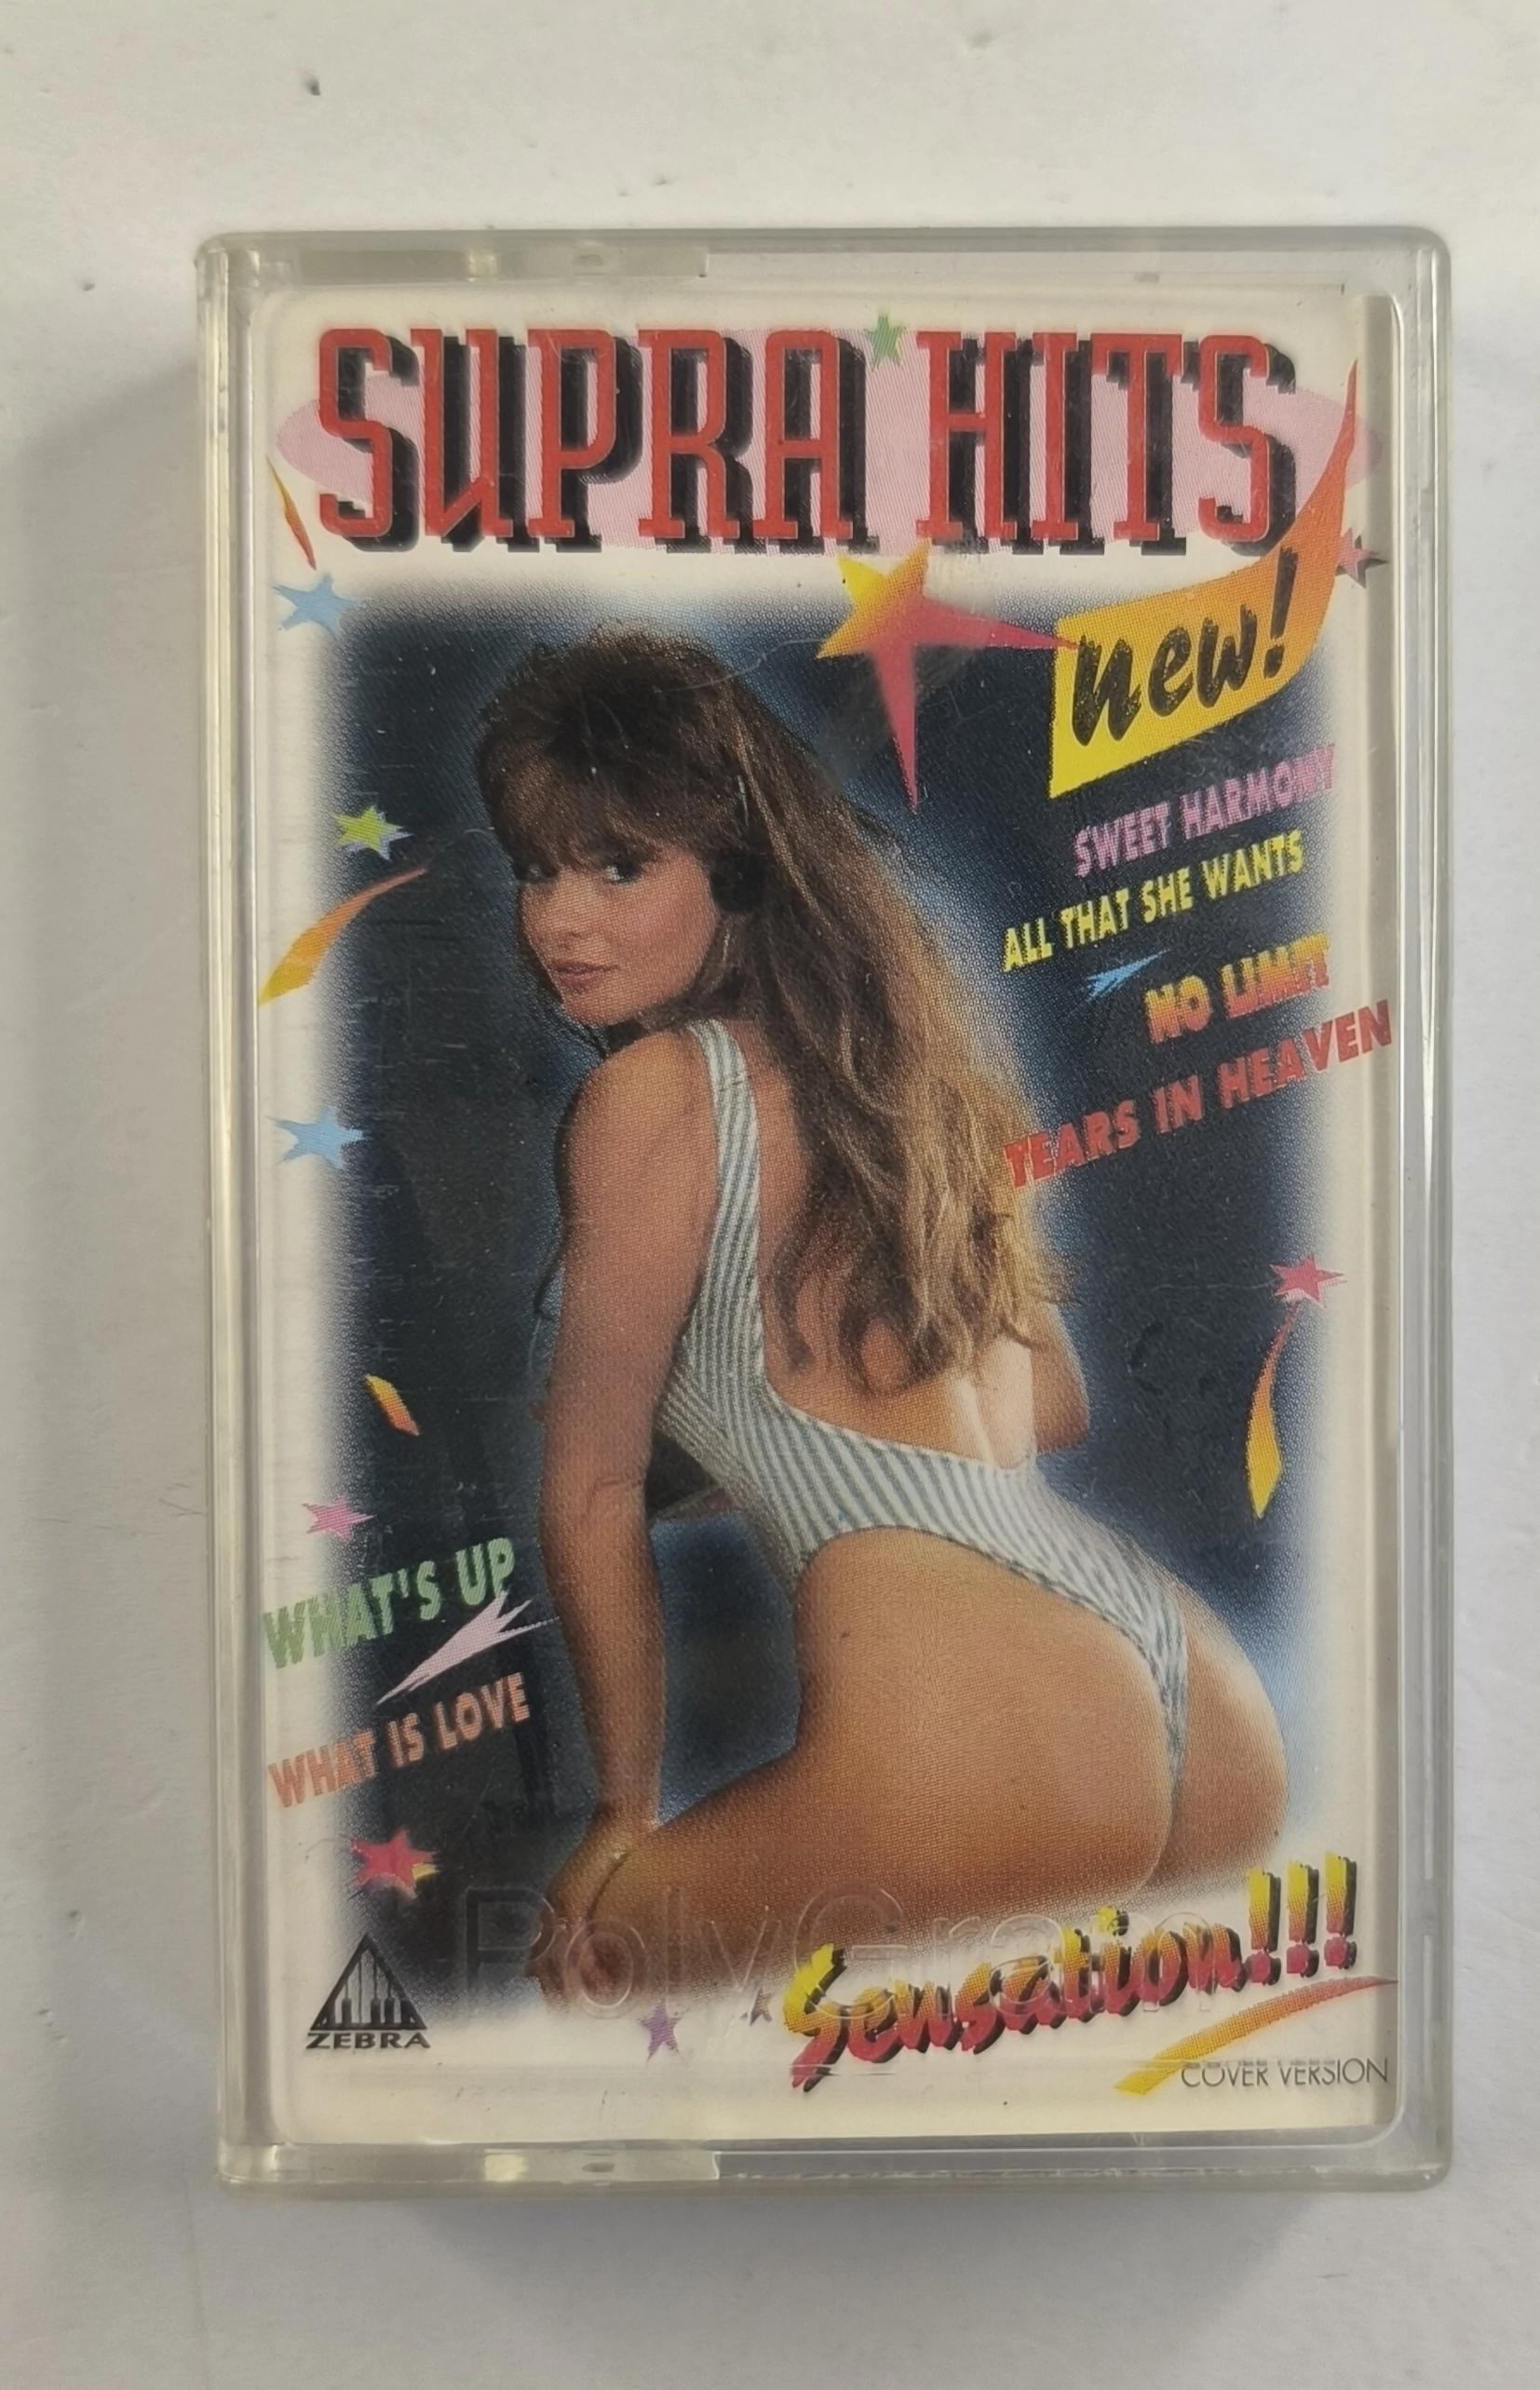 SUPRA HITS
new!
SWEET HARMONY
ALL THAT SHE WANTS
NO LIMIT
TEARS IN HEAVEN
WHAT'S UP
WHAT IS LOVE
PolyGram
Sensation!!!
ZEBRA
COVER VERSION